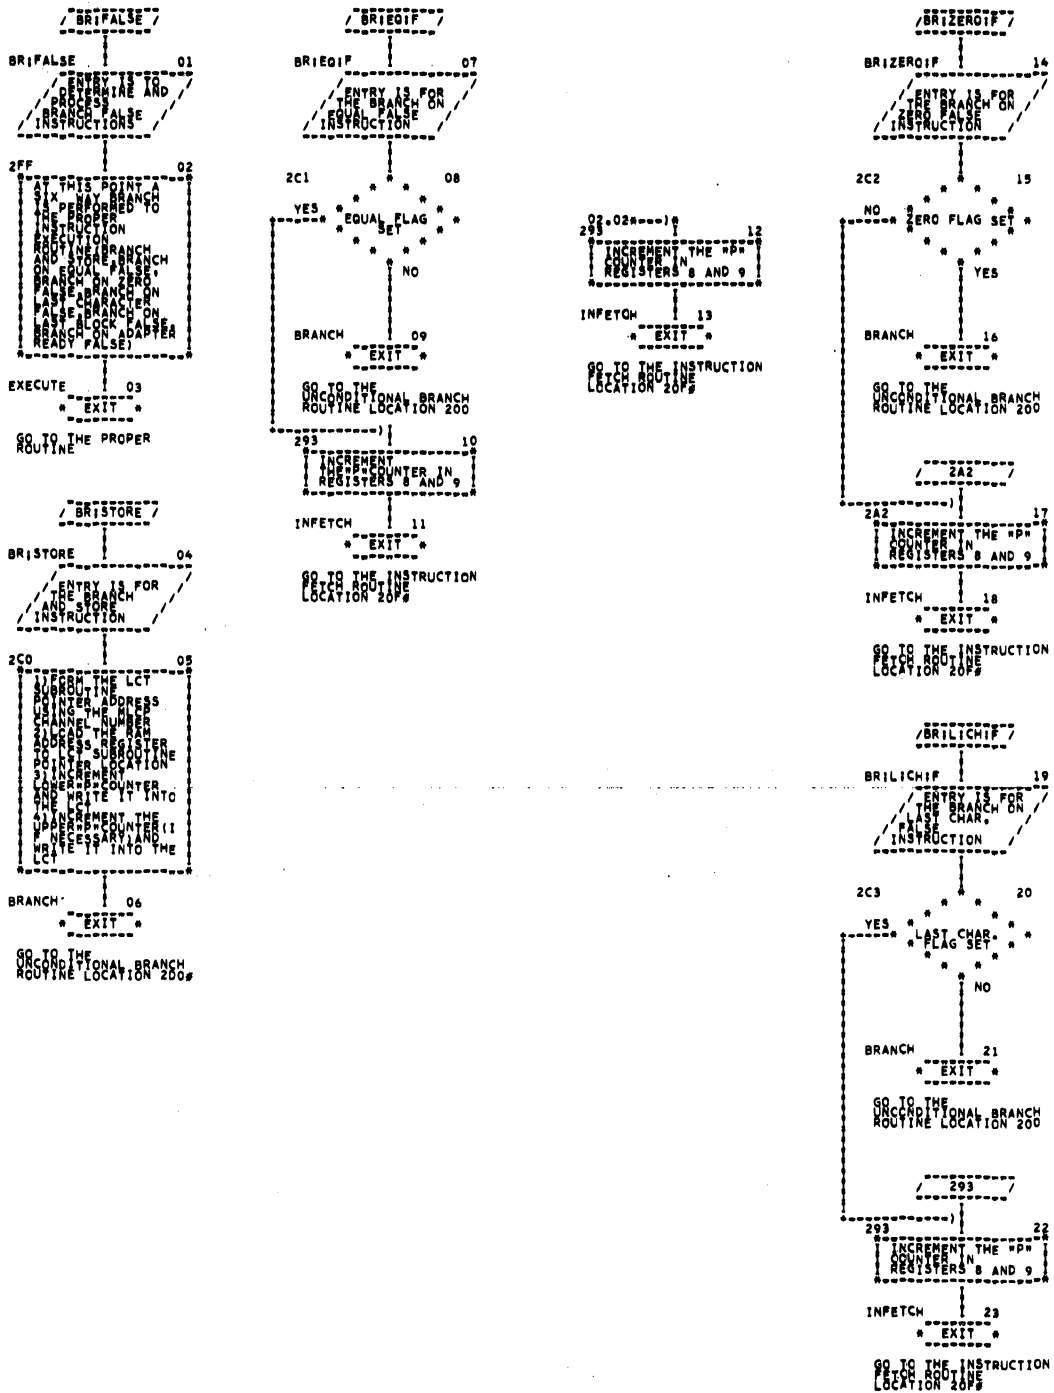 BR;FALSE
BR;FALSE 01
ENTRY IS TO
DETERMINE AND
PROCESS
BRANCH FALSE
INSTRUCTIONS
2FF 02
AT THIS POINT A
SIX WAY BRANCH
IS PERFORMED TO
THE PROPER
INSTRUCTION
EXECUTION
ROUTINE(BRANCH
AND STORE,BRANCH
ON EQUAL FALSE,
BRANCH ON ZERO
FALSE,BRANCH ON
LAST CHARACTER
FALSE,BRANCH ON
LAST BLOCK FALSE,
BRANCH ON ADAPTER
READY FALSE)
EXECUTE 03
EXIT
GO TO THE PROPER
ROUTINE
BR;STORE
BR;STORE 04
ENTRY IS FOR
THE BRANCH
AND STORE
INSTRUCTION
2C0 05
1)FORM THE LCT
SUBROUTINE
POINTER ADDRESS
USING THE MLCP
CHANNEL NUMBER
2)LOAD THE RAM
ADDRESS REGISTER
TO LCT SUBROUTINE
POINTER LOCATION
3)INCREMENT
LOWER"P"COUNTER
AND WRITE IT INTO
THE LCT
4)INCREMENT THE
UPPER"P"COUNTER(I
F NECESSARY)AND
WRITE IT INTO THE
LCT
BRANCH 06
EXIT
GO TO THE
UNCONDITIONAL BRANCH
ROUTINE LOCATION 2D0#
BR;EQ;F
BR;EQ;F 07
ENTRY IS FOR
THE BRANCH ON
EQUAL FALSE
INSTRUCTION
2C1 08
YES
EQUAL FLAG
SET
NO
BRANCH 09
EXIT
GO TO THE
UNCONDITIONAL BRANCH
ROUTINE LOCATION 200
293 10
INCREMENT
THE"P"COUNTER IN
REGISTERS 8 AND 9
INFETCH 11
EXIT
GO TO THE INSTRUCTION
FETCH ROUTINE
LOCATION 20F#
02.02*---)
293 12
INCREMENT THE "P"
COUNTER IN
REGISTERS 8 AND 9
INFETCH 13
EXIT
GO TO THE INSTRUCTION
FETCH ROUTINE
LOCATION 20F#
BR;ZERO;F
BR;ZERO;F 14
ENTRY IS FOR
THE BRANCH ON
ZERO FALSE
INSTRUCTION
2C2 15
NO
ZERO FLAG SET
YES
BRANCH 16
EXIT
GO TO THE
UNCONDITIONAL BRANCH
ROUTINE LOCATION 200
2A2
2A2 17
INCREMENT THE "P"
COUNTER IN
REGISTERS 8 AND 9
INFETCH 18
EXIT
GO TO THE INSTRUCTION
FETCH ROUTINE
LOCATION 20F#
BR;L;CH;F
BR;L;CH;F 19
ENTRY IS FOR
THE BRANCH ON
LAST CHAR.
FALSE
INSTRUCTION
2C3 20
YES
LAST CHAR.
FLAG SET
NO
BRANCH 21
EXIT
GO TO THE
UNCONDITIONAL BRANCH
ROUTINE LOCATION 200
293
293 22
INCREMENT THE "P"
COUNTER IN
REGISTERS 8 AND 9
INFETCH 23
EXIT
GO TO THE INSTRUCTION
FETCH ROUTINE
LOCATION 20F#